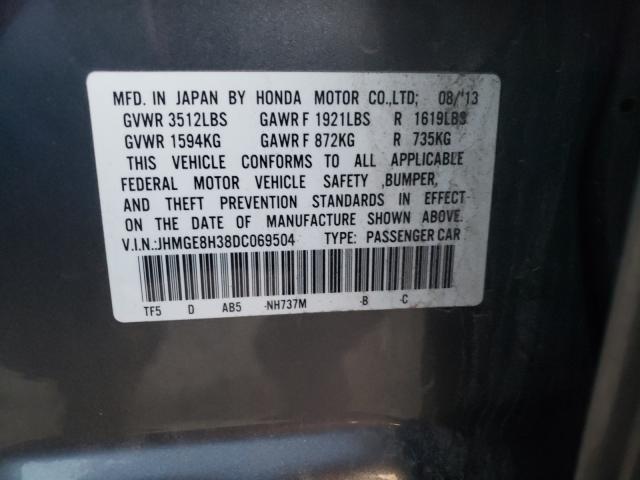 MFD. IN JAPAN BY HONDA MOTOR CO.,LTD; 08/'13
GVWR 3512LBS GAWR F 1921LBS R 1619LBS
GVWR 1594KG GAWR F 872KG R 735KG
THIS VEHICLE CONFORMS TO ALL APPLICABLE
FEDERAL MOTOR VEHICLE SAFETY ,BUMPER,
AND THEFT PREVENTION STANDARDS IN EFFECT
ON THE DATE OF MANUFACTURE SHOWN ABOVE.
V.I.N.:JHMGE8H38DC069504 TYPE: PASSENGER CAR
TF5 D AB5 -NH737M -B -C